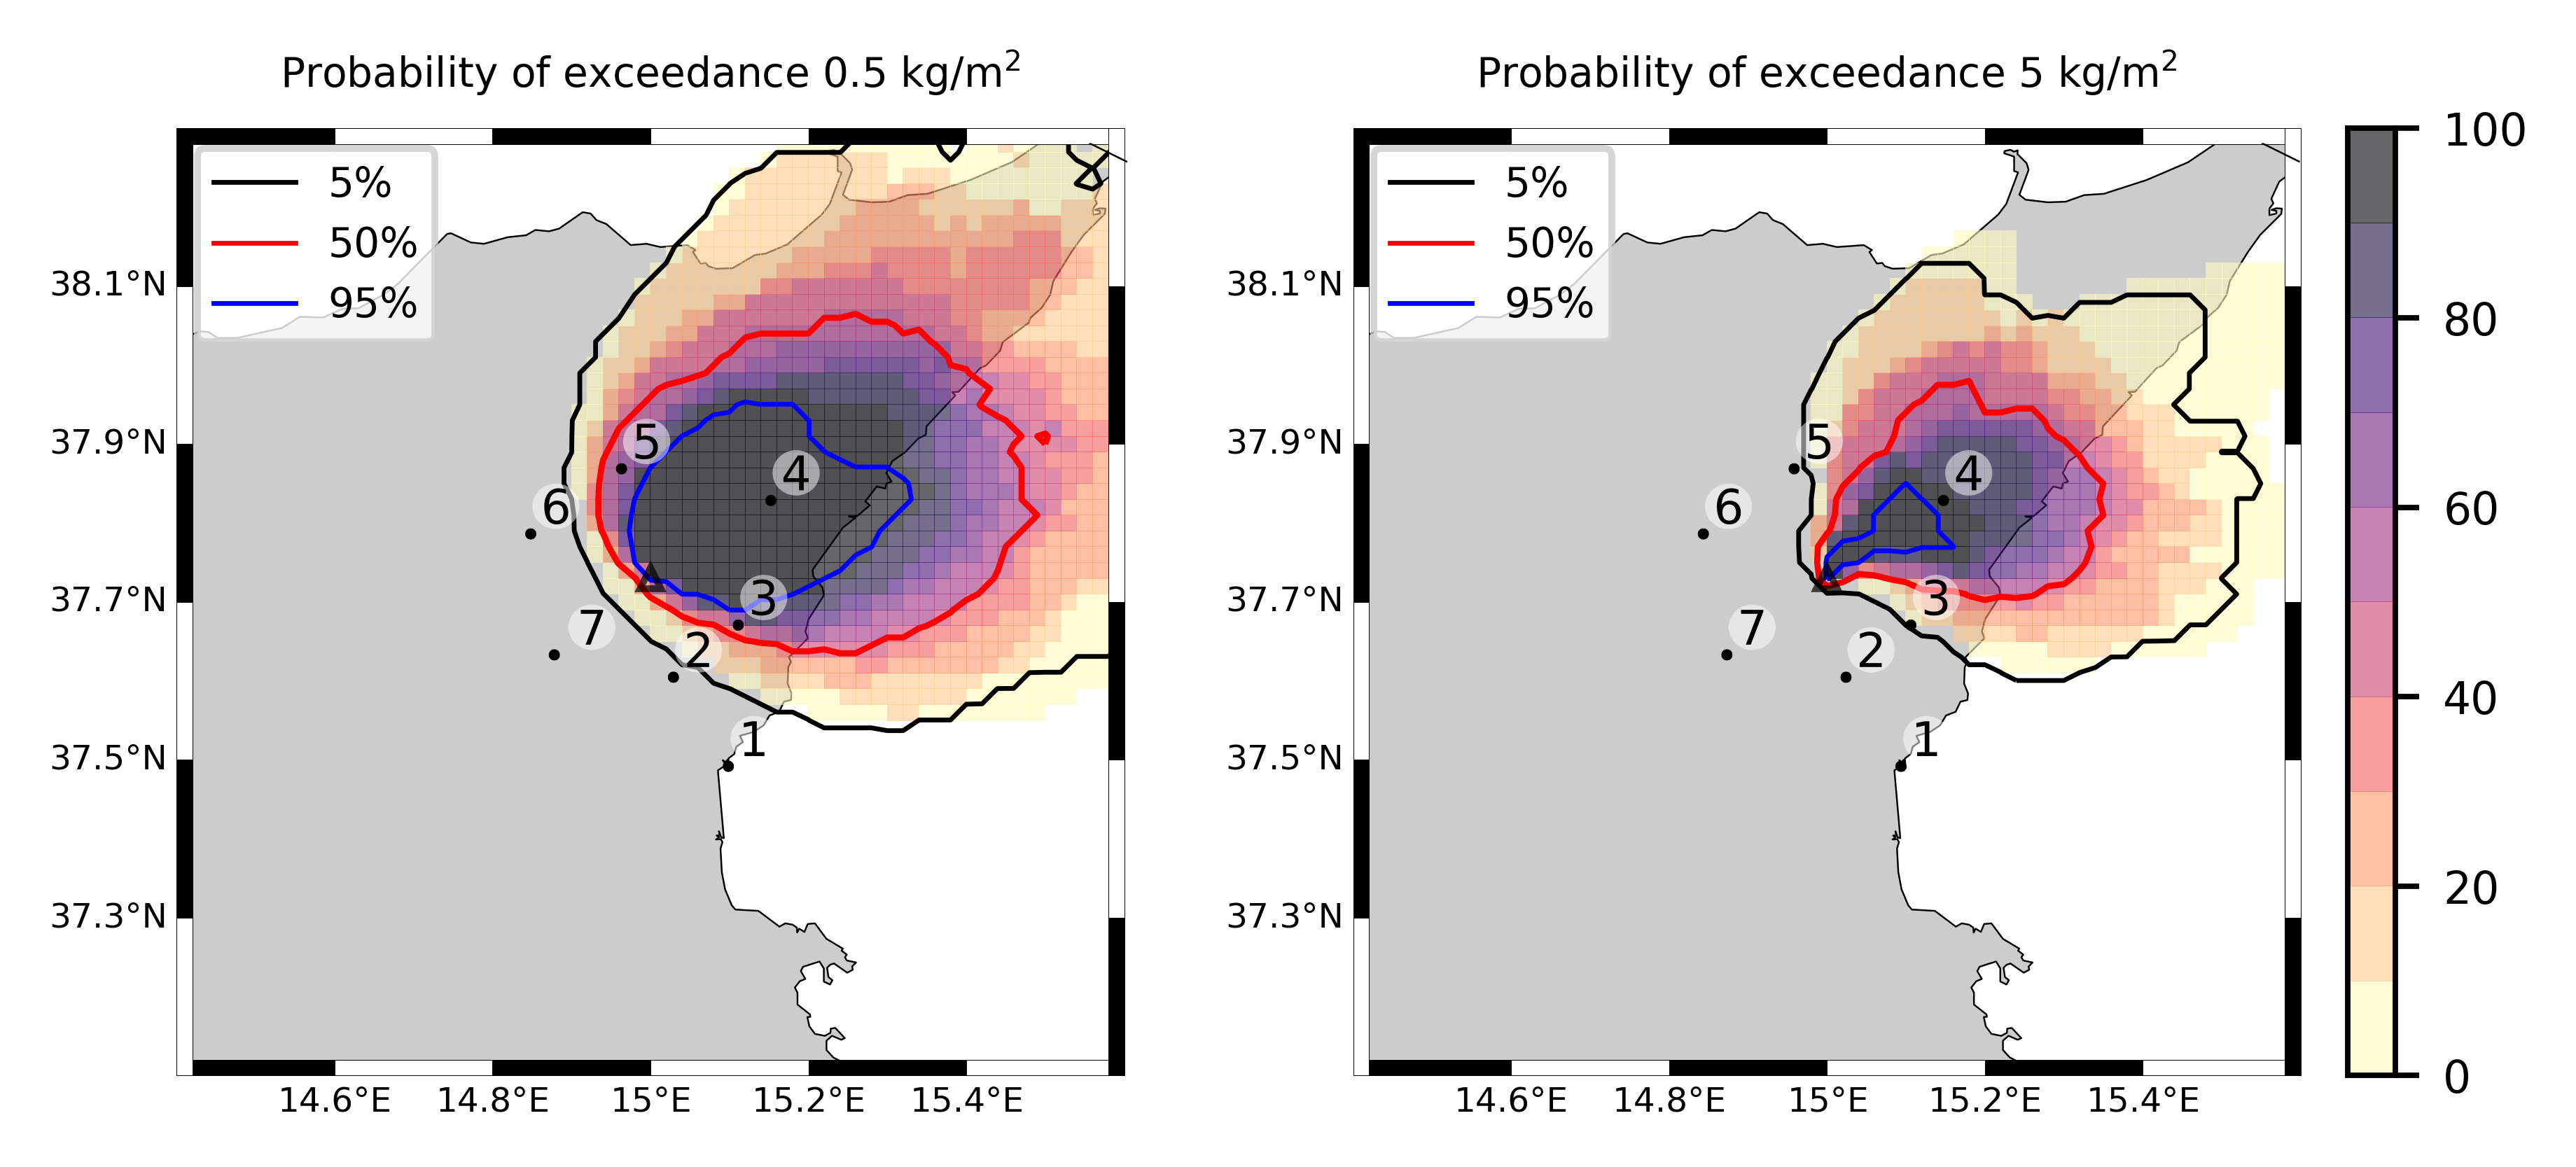 Probability of exceedance 0.5 kg/m²
5%
50%
95%
38.1°N
37.9°N
37.7°N
37.5°N
37.3°N
14.6°E 14.8°E 15°E 15.2°E 15.4°E
5
4
6
3
7
2
1
Probability of exceedance 5 kg/m²
5%
50%
95%
38.1°N
37.9°N
37.7°N
37.5°N
37.3°N
14.6°E 14.8°E 15°E 15.2°E 15.4°E
5
4
6
3
7
2
1
100
80
60
40
20
0